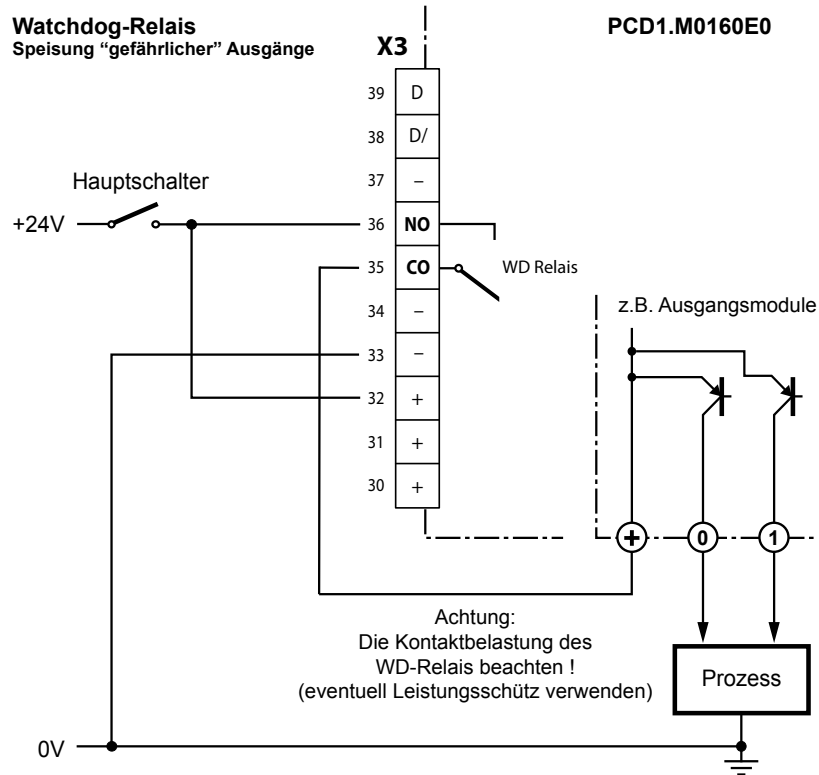 Watchdog-Relais
Speisung “gefährlicher” Ausgänge
PCD1.M0160E0
X3
39 D
38 D/
37 –
Hauptschalter
+24V
36 NO
35 CO
WD Relais
34 –
z.B. Ausgangsmodule
33 –
32 +
31 +
30 +
+ 0 1
Achtung:
Die Kontaktbelastung des
WD-Relais beachten !
(eventuell Leistungsschütz verwenden)
Prozess
0V